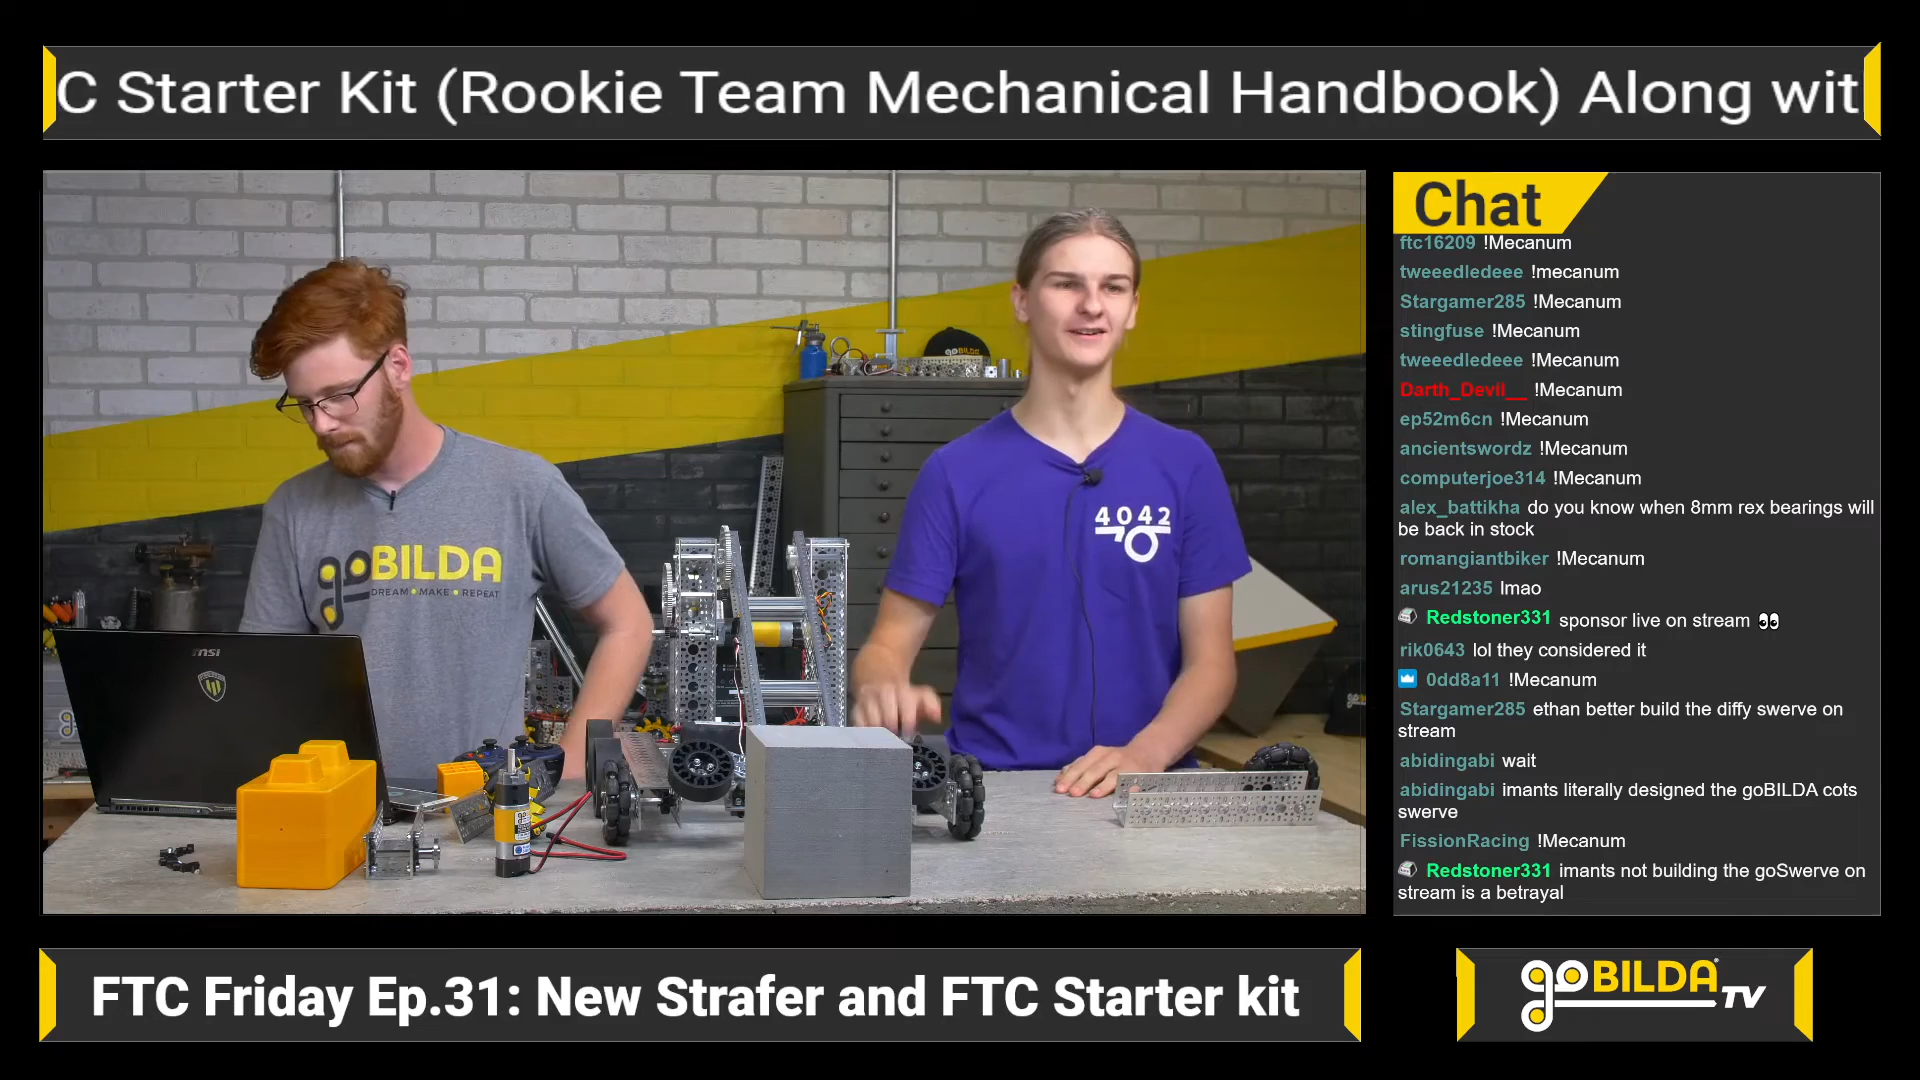 C Starter Kit (Rookie Team Mechanical Handbook) Along wit
Chat
ftc16209 !Mecanum
tweeedledeee !mecanum
Stargamer285 !Mecanum
stingfuse !Mecanum
tweeedledeee !Mecanum
Darth_Devil__ !Mecanum
ep52m6cn !Mecanum
ancientswordz !Mecanum
computerjoe314 !Mecanum
alex_battikha do you know when 8mm rex bearings will
be back in stock
romangiantbiker !Mecanum
arus21235 lmao
Redstoner331 sponsor live on stream 👀
rik0643 lol they considered it
0dd8a11 !Mecanum
Stargamer285 ethan better build the diffy swerve on
stream
abidingabi wait
abidingabi imants literally designed the goBILDA cots
swerve
FissionRacing !Mecanum
Redstoner331 imants not building the goSwerve on
stream is a betrayal
goBILDA
4042
goBILDA
DREAM • MAKE • REPEAT
msi
FTC Friday Ep.31: New Strafer and FTC Starter kit
goBILDA® TV